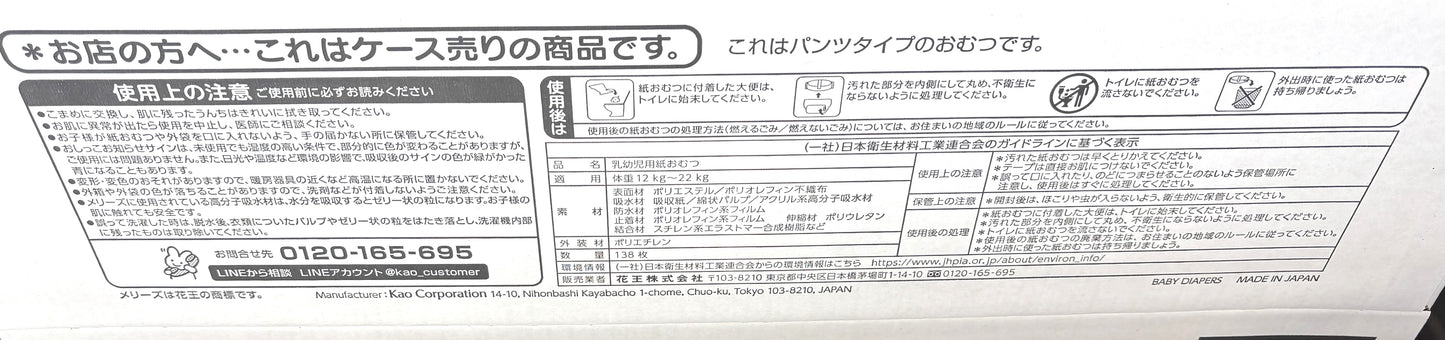 *お店の方へ…これはケース売りの商品です。
これはパンツタイプのおむつです。
使用上の注意 ご使用前に必ずお読みください
●こまめに交換し、肌に残ったうんちはきれいに拭き取ってください。
●お肌に異常が出たら使用を中止し、医師にご相談ください。
●お子様が紙おむつや外袋を口に入れないよう、手の届かない所に保管してください。
●おしっこお知らせサインは、未使用でも湿度の高い条件で、部分的に色が変わることがありますが、
ご使用には問題ありません。また、日光や温度など環境の影響で、吸収後のサインの色が緑がかった
青になることもあります。
●変形・変色のおそれがありますので、暖房器具の近くなど高温になる所に置かないでください。
●外箱や外袋の色が落ちることがありますので、洗剤などが付着しないようご注意ください。
●メリーズに使用されている高分子吸水材は、水分を吸収するとゼリー状の粒になります。お子様の
肌に触れても安全です。
●誤って洗濯した時は、脱水後、衣類についたパルプやゼリー状の粒をはたき落とし、洗濯機内部
に残ったものは取り除いてください。
お問合せ先 0120-165-695
LINEから相談 LINEアカウント@kao_customer
メリーズは花王の商標です。
Manufacturer : Kao Corporation 14-10, Nihonbashi Kayabacho 1-chome, Chuo-ku, Tokyo 103-8210, JAPAN
使用後は
紙おむつに付着した大便は、
トイレに始末してください。
汚れた部分を内側にして丸め、不衛生に
ならないように処理してください。
トイレに紙おむつを
流さないでください。
外出時に使った紙おむつは
持ち帰りましょう。
使用後の紙おむつの処理方法(燃えるごみ/燃えないごみ)については、お住まいの地域のルールに従ってください。
(一社)日本衛生材料工業連合会のガイドラインに基づく表示
品名 乳幼児用紙おむつ
適用 体重12kg〜22kg
素材
表面材 ポリエステル/ポリオレフィン不織布
吸水材 吸収紙/綿状パルプ/アクリル系高分子吸水材
防水材 ポリオレフィン系フィルム
止着材 ポリオレフィン系フィルム 伸縮材 ポリウレタン
結合材 スチレン系エラストマー合成樹脂など
外装材 ポリエチレン
数量 138枚
使用上の注意
*汚れた紙おむつは早くとりかえてください。
*テープは直接お肌につけないでください。
*誤って口に入れたり、のどにつまらせることのないよう保管場所に
注意し、使用後はすぐに処理してください。
保管上の注意 *開封後は、ほこりや虫が入らないよう、衛生的に保管してください。
使用後の処理
*紙おむつに付着した大便は、トイレに始末してください。
*汚れた部分を内側にして丸め、不衛生にならないように処理してください。
*トイレに紙おむつを流さないでください。
*使用後の紙おむつの廃棄方法は、お住まいの地域のルールに従ってください。
*外出時に使った紙おむつは持ち帰りましょう。
環境情報 (一社)日本衛生材料工業連合会からの環境情報はこちら https://www.jhpia.or.jp/about/environ_info/
販売業者 花王株式会社 〒103-8210 東京都中央区日本橋茅場町1-14-10 0120-165-695
BABY DIAPERS MADE IN JAPAN